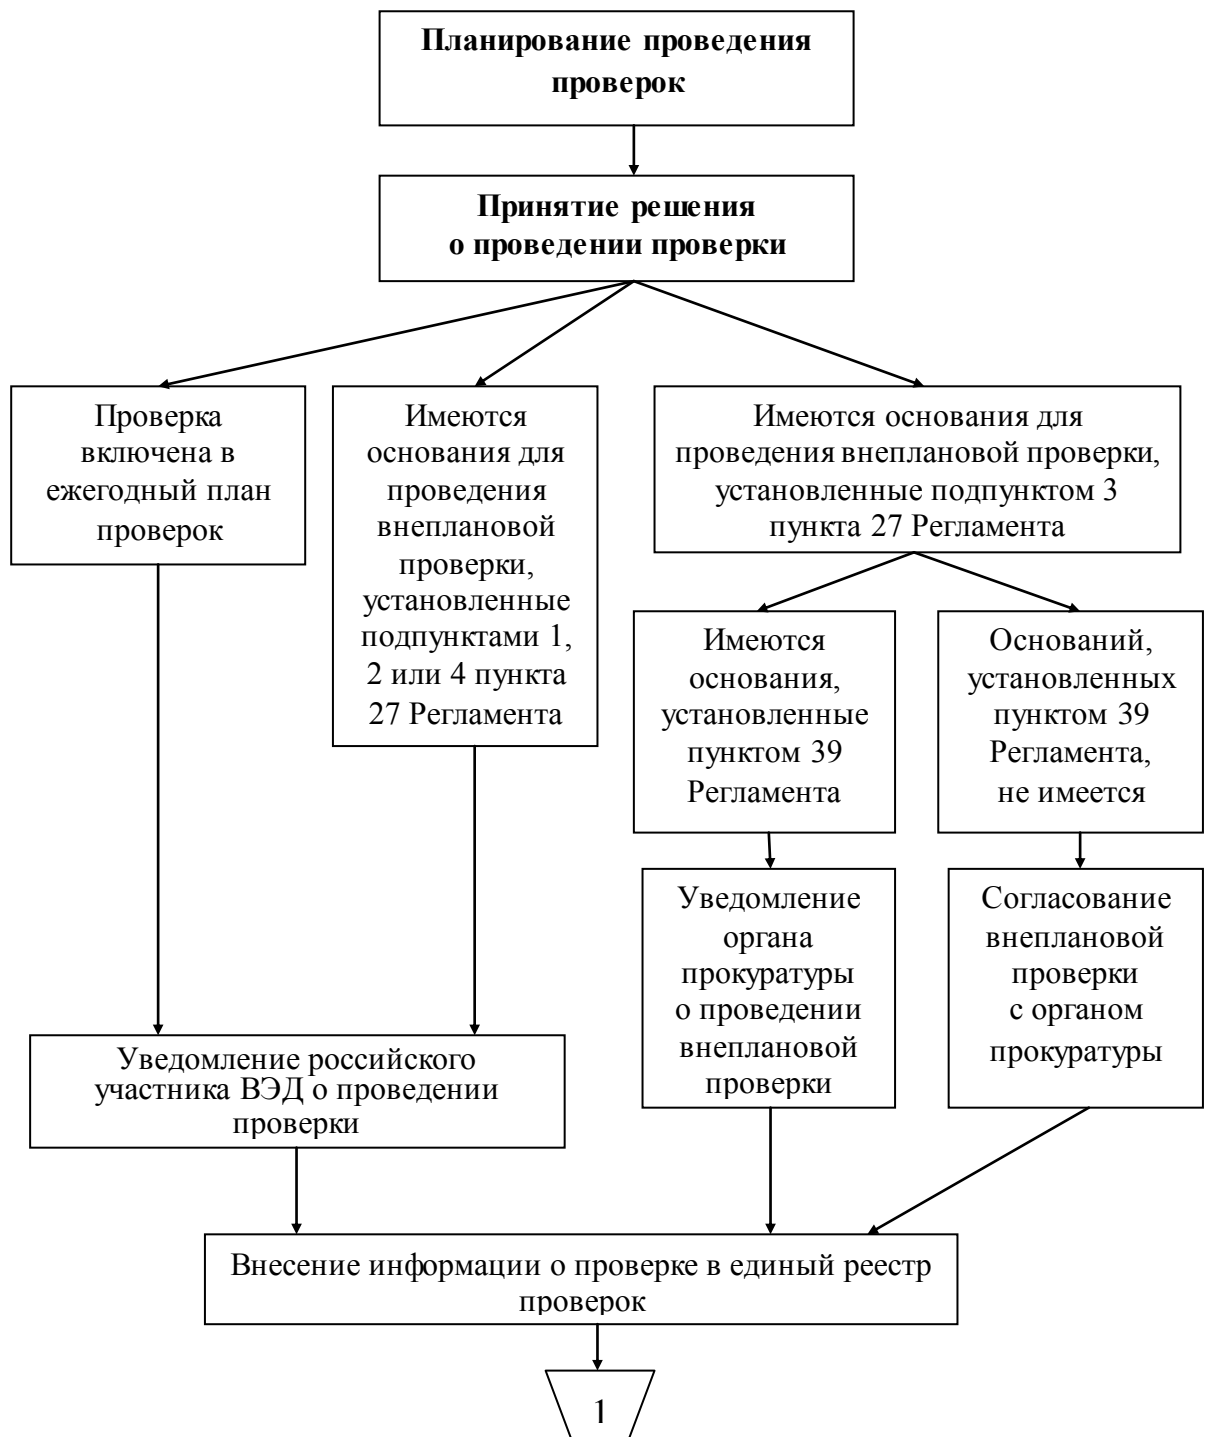 Планирование проведения
проверок
Принятие решения
о проведении проверки
Проверка
включена в
ежегодный план
проверок
Имеются
основания для
проведения
внеплановой
проверки,
установленные
подпунктами 1,
2 или 4 пункта
27 Регламента
Имеются основания для
проведения внеплановой проверки,
установленные подпунктом 3
пункта 27 Регламента
Имеются
основания,
установленные
пунктом 39
Регламента
Оснований,
установленных
пунктом 39
Регламента,
не имеется
Уведомление
органа
прокуратуры
о проведении
внеплановой
проверки
Согласование
внеплановой
проверки
с органом
прокуратуры
Уведомление российского
участника ВЭД о проведении
проверки
Внесение информации о проверке в единый реестр
проверок
1